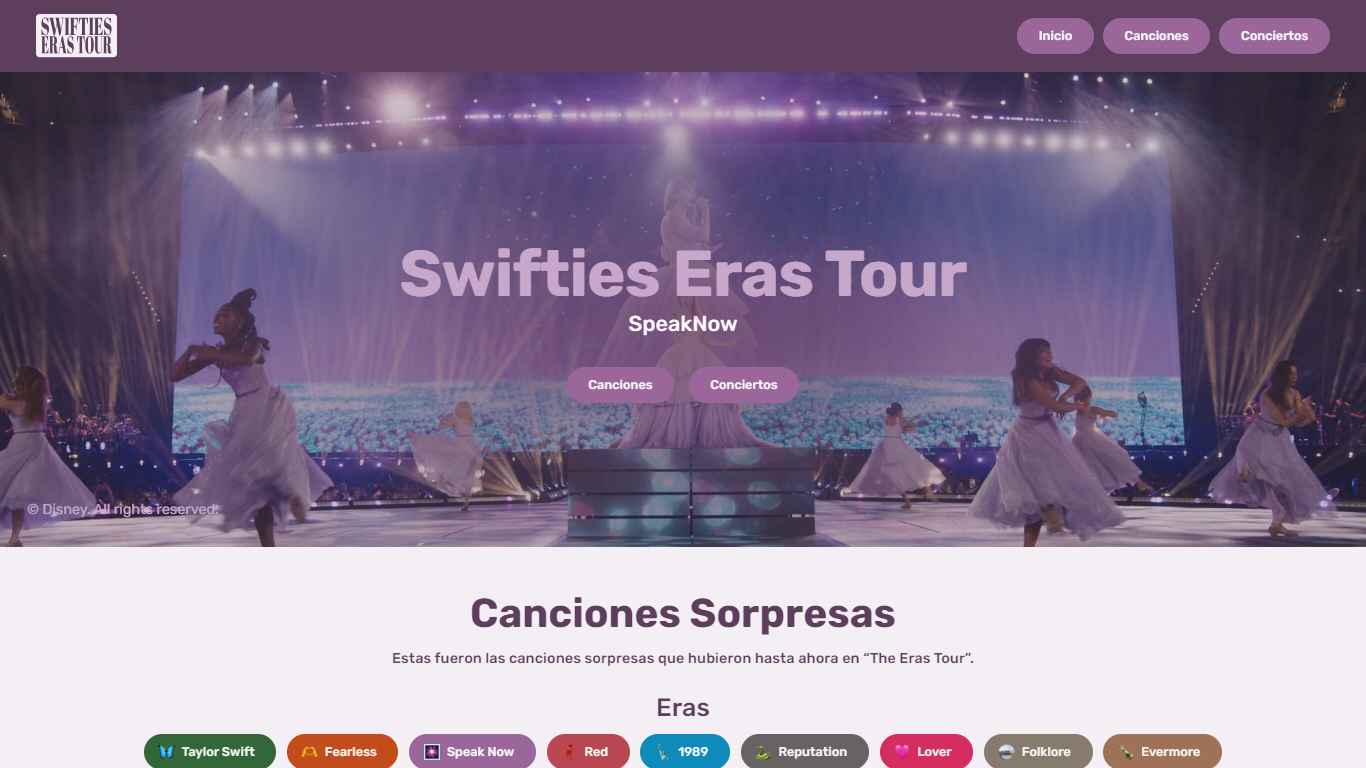 SWIFTIES
ERAS TOUR
Inicio Canciones Conciertos
Swifties Eras Tour
SpeakNow
Canciones Conciertos
© Disney. All rights reserved.
Canciones Sorpresas
Estas fueron las canciones sorpresas que hubieron hasta ahora en “The Eras Tour”.
Eras
Taylor Swift Fearless Speak Now Red 1989 Reputation Lover Folklore Evermore